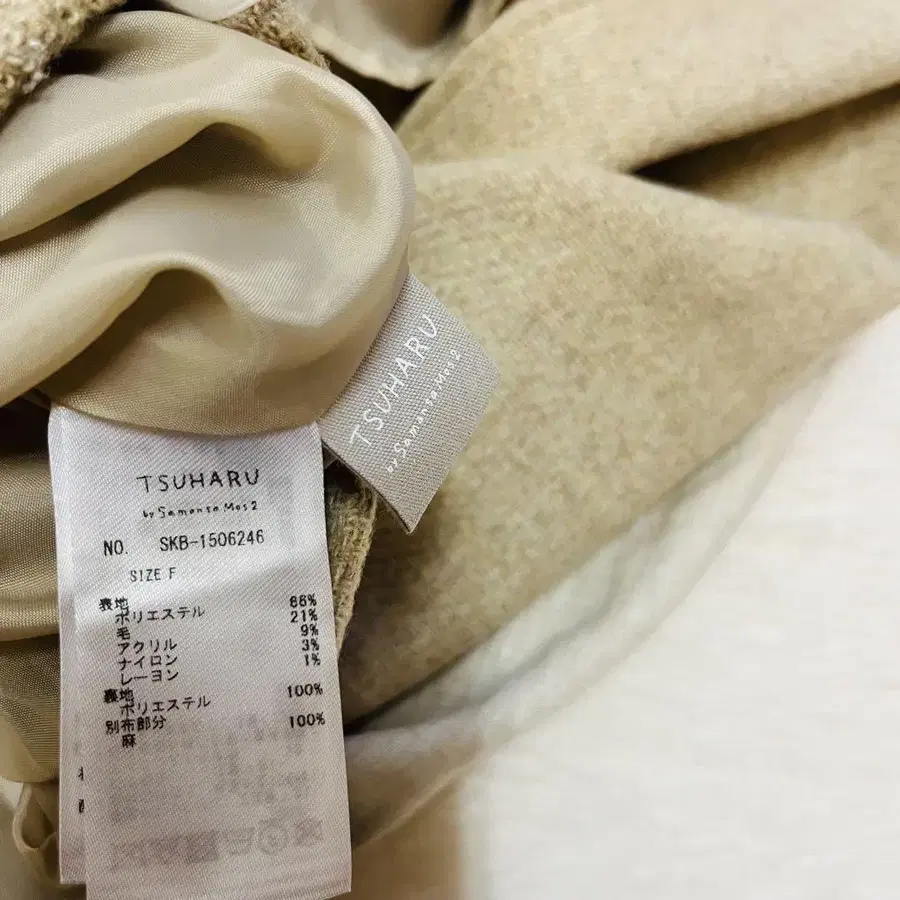 TSUHARU
by Samansa Mos2
TSUHARU
by Samansa Mos2
NO. SKB-1506246
SIZE F
表地
ポリエステル 66%
毛 21%
アクリル 9%
ナイロン 3%
レーヨン 1%
裏地
ポリエステル 100%
別布部分
麻 100%